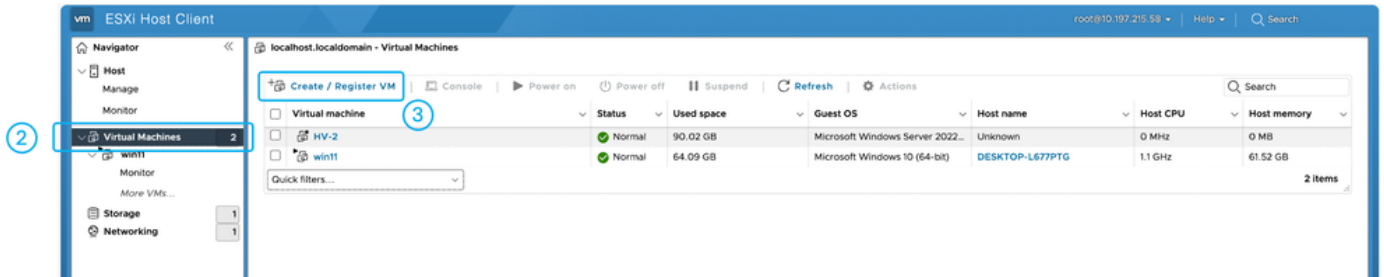 vm ESXi Host Client root@10.197.215.58 Help Search
Navigator
Host
Manage
Monitor
2
Virtual Machines 2
win11
Monitor
More VMs...
Storage 1
Networking 1
localhost.localdomain - Virtual Machines
Create / Register VM | Console | Power on Power off Suspend | Refresh | Actions Search
3
Virtual machine Status Used space Guest OS Host name Host CPU Host memory
HV-2 Normal 90.02 GB Microsoft Windows Server 2022... Unknown 0 MHz 0 MB
win11 Normal 64.09 GB Microsoft Windows 10 (64-bit) DESKTOP-L677PTG 1.1 GHz 61.52 GB
Quick filters... 2 items